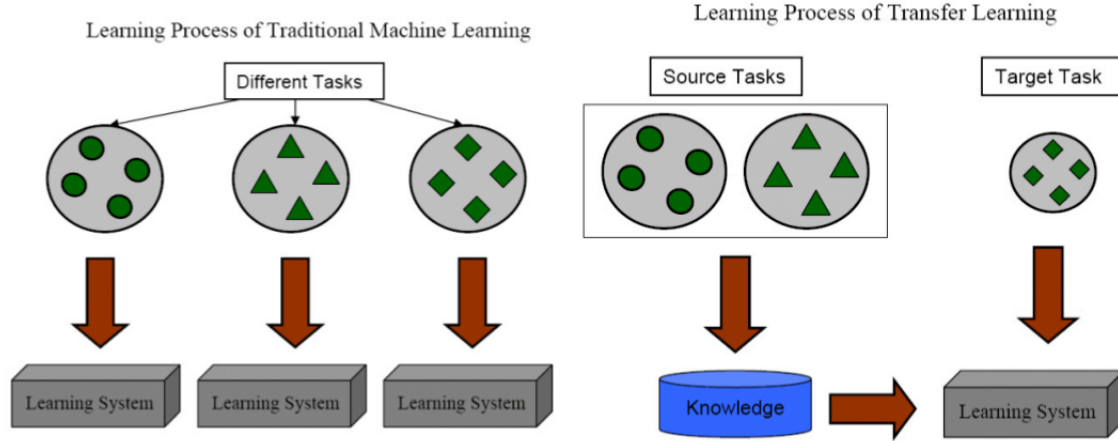 Learning Process of Traditional Machine Learning
Different Tasks
Learning System
Learning System
Learning System
Learning Process of Transfer Learning
Source Tasks
Target Task
Knowledge
Learning System